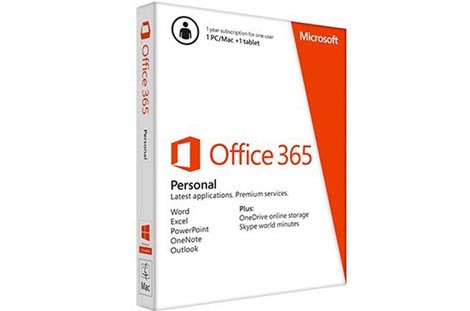 1 year subscription for one user
1 PC/Mac +1 tablet
Microsoft
Office 365
Personal
Latest applications. Premium services.
Word
Excel
PowerPoint
OneNote
Outlook
Plus:
OneDrive online storage
Skype world minutes
Office 365
Personal
Mac